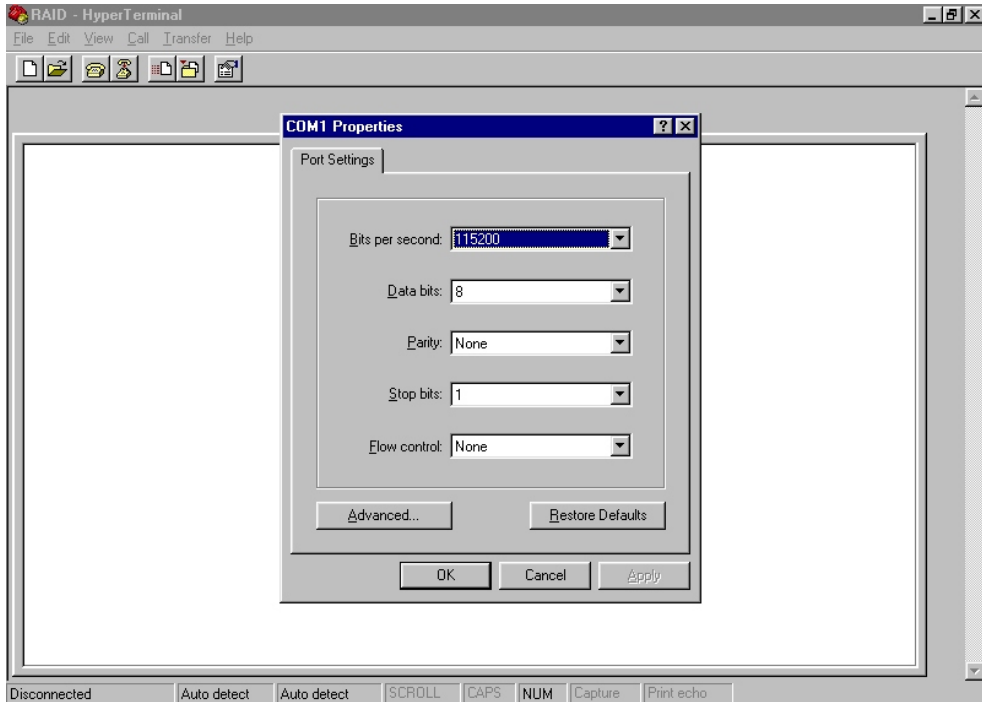 RAID - HyperTerminal
File Edit View Call Transfer Help
COM1 Properties
Port Settings
Bits per second: 115200
Data bits: 8
Parity: None
Stop bits: 1
Flow control: None
Advanced... Restore Defaults
OK Cancel Apply
Disconnected Auto detect Auto detect SCROLL CAPS NUM Capture Print echo